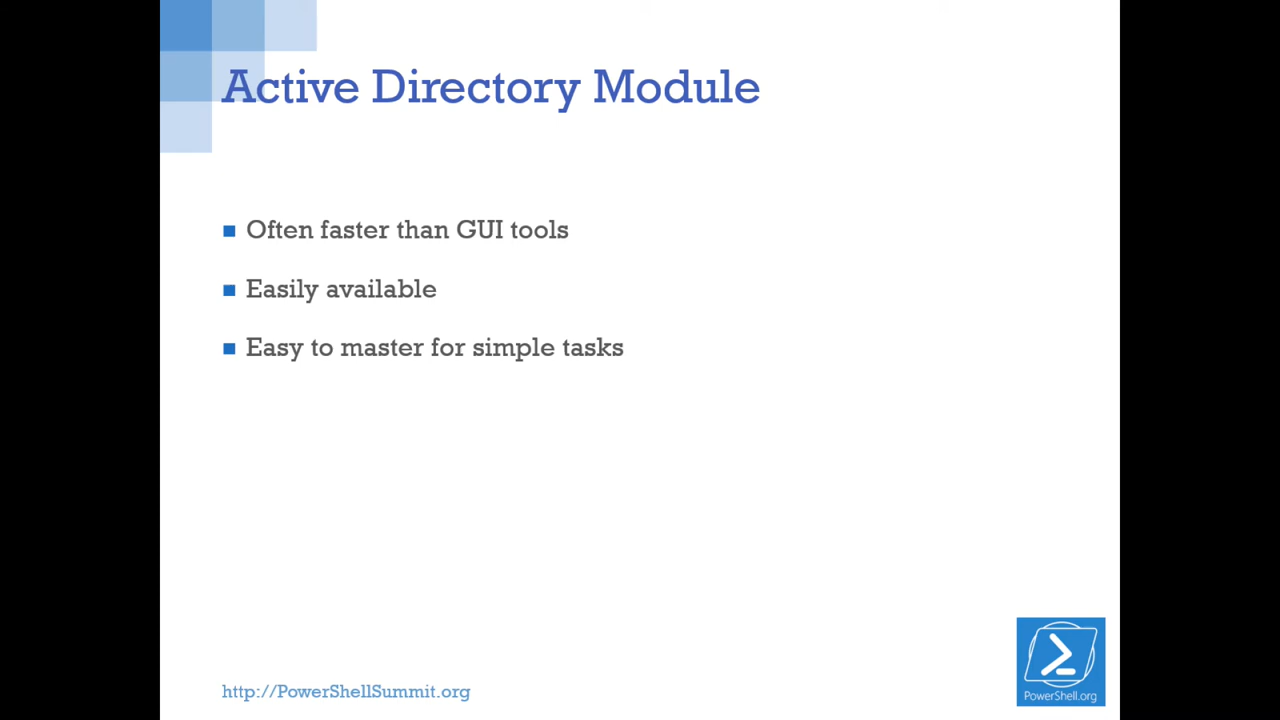 Active Directory Module
Often faster than GUI tools
Easily available
Easy to master for simple tasks
http://PowerShellSummit.org
PowerShell.org